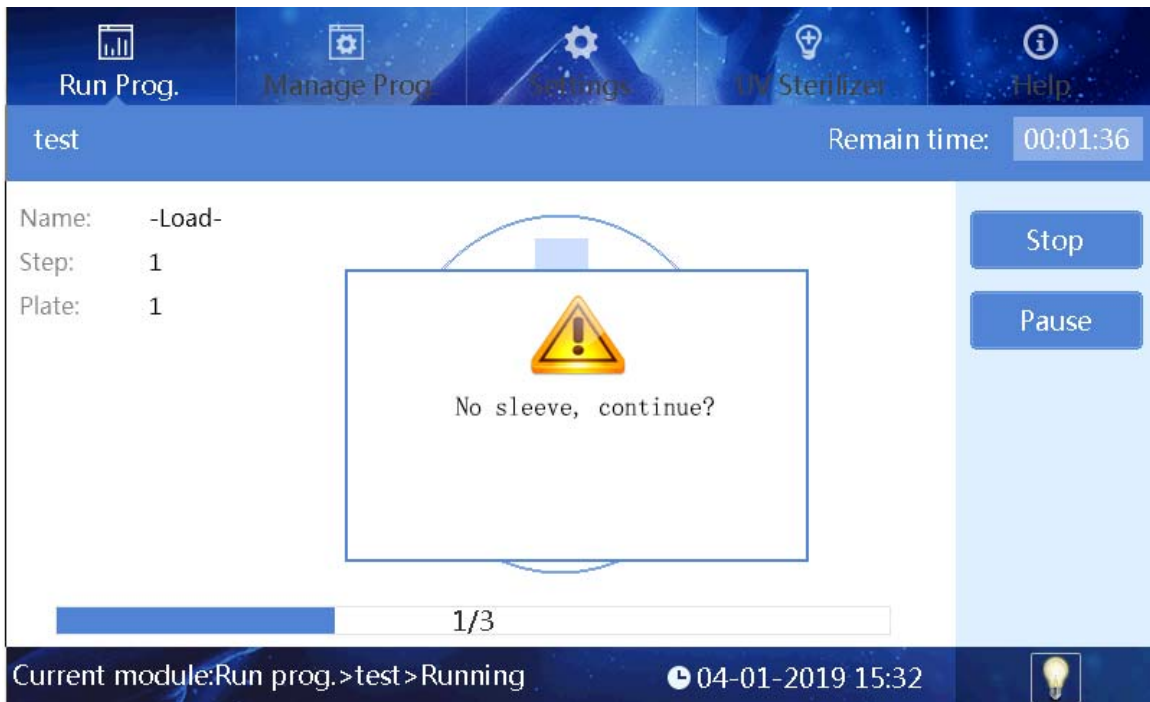 Run Prog.
Manage Prog.
Settings
UV Sterilizer
Help
test
Remain time: 00:01:36
Name: -Load-
Step: 1
Plate: 1
Stop
Pause
No sleeve, continue?
1/3
Current module:Run prog.>test>Running
04-01-2019 15:32